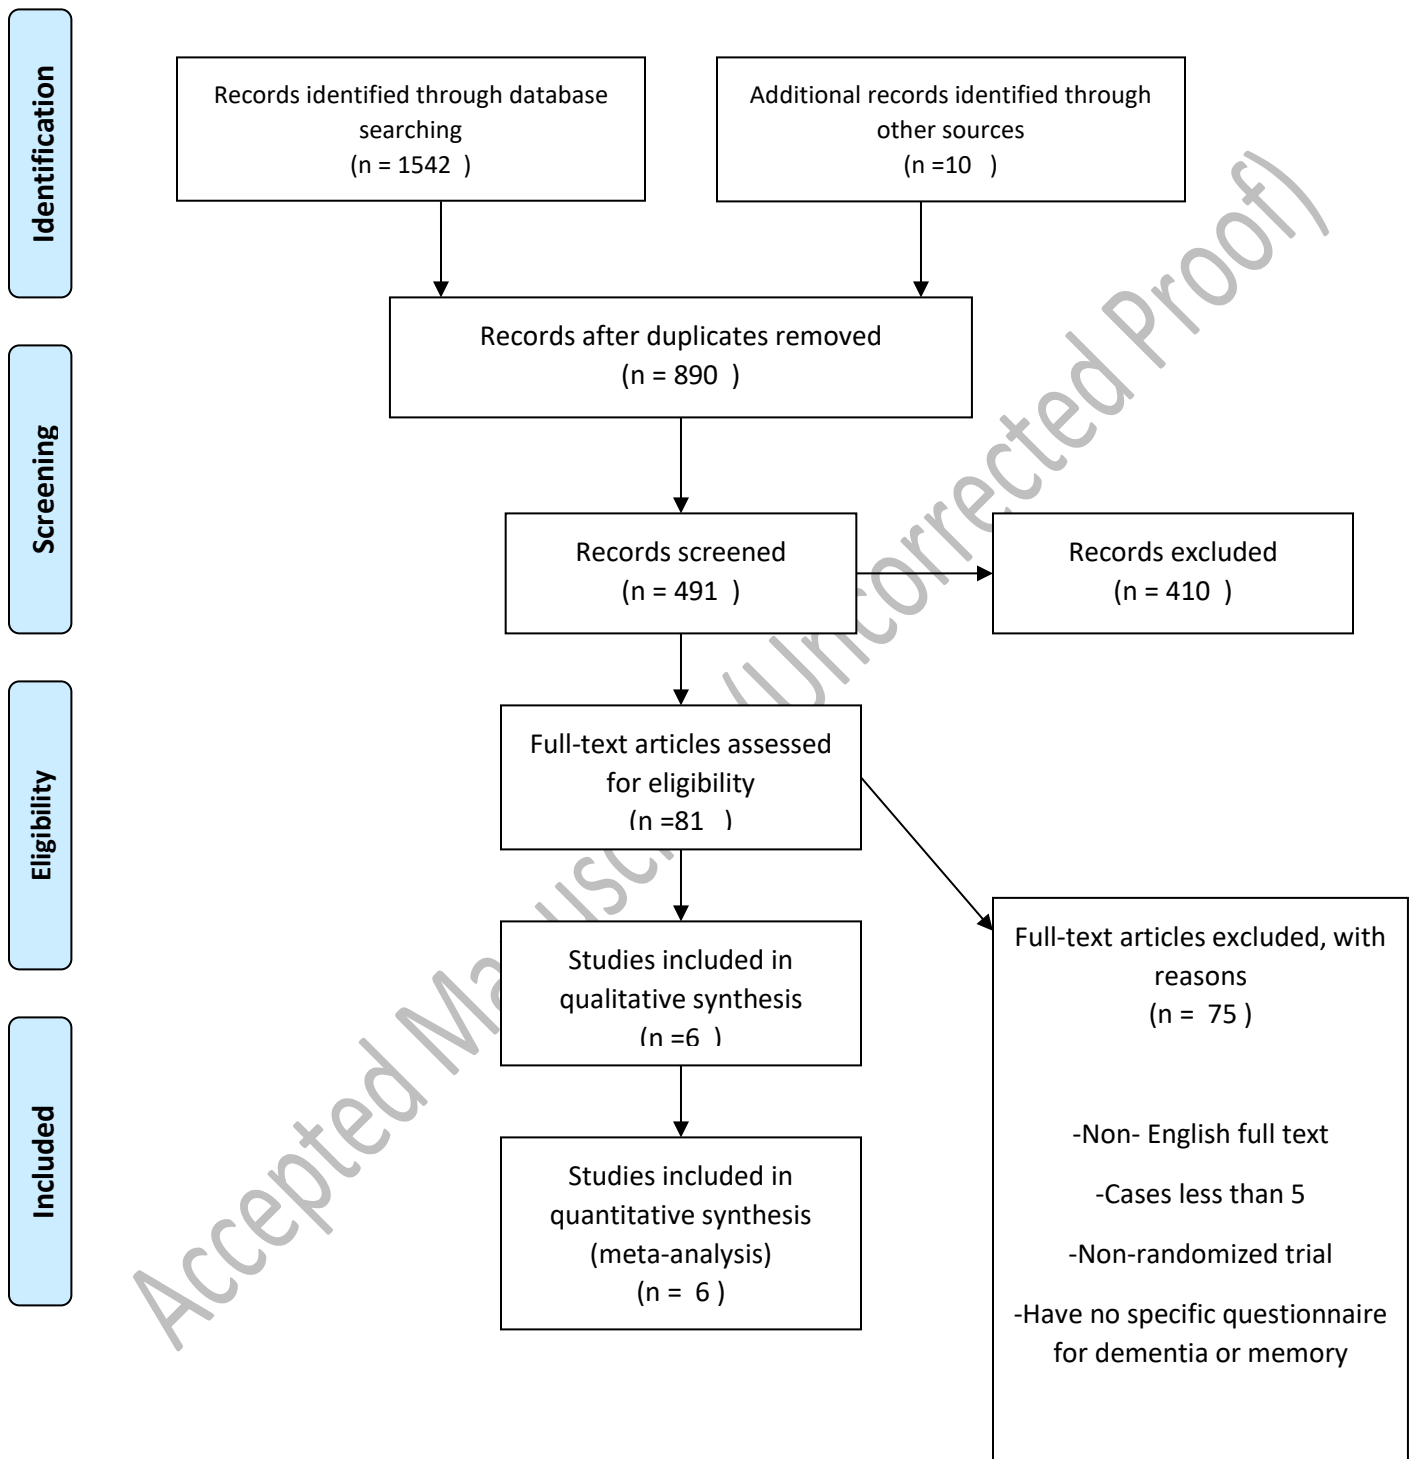 Identification
Records identified through database
searching
(n = 1542  )
Additional records identified through
other sources
(n =10   )
Records after duplicates removed
(n = 890  )
Screening
Records screened
(n = 491  )
Records excluded
(n = 410  )
Eligibility
Full-text articles assessed
for eligibility
(n =81   )
Full-text articles excluded, with
reasons
(n =  75 )
-Non- English full text
-Cases less than 5
-Non-randomized trial
-Have no specific questionnaire
for dementia or memory
Studies included in
qualitative synthesis
(n =6   )
Included
Studies included in
quantitative synthesis
(meta-analysis)
(n =  6 )
Accepted Manuscript (Uncorrected Proof)